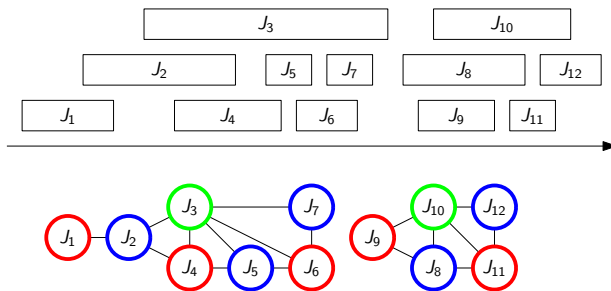 J₃ J₁₀
J₂ J₅ J₇ J₈ J₁₂
J₁ J₄ J₆ J₉ J₁₁
J₃ J₇ J₁₀ J₁₂
J₁ J₂ J₉
J₄ J₅ J₆ J₈ J₁₁